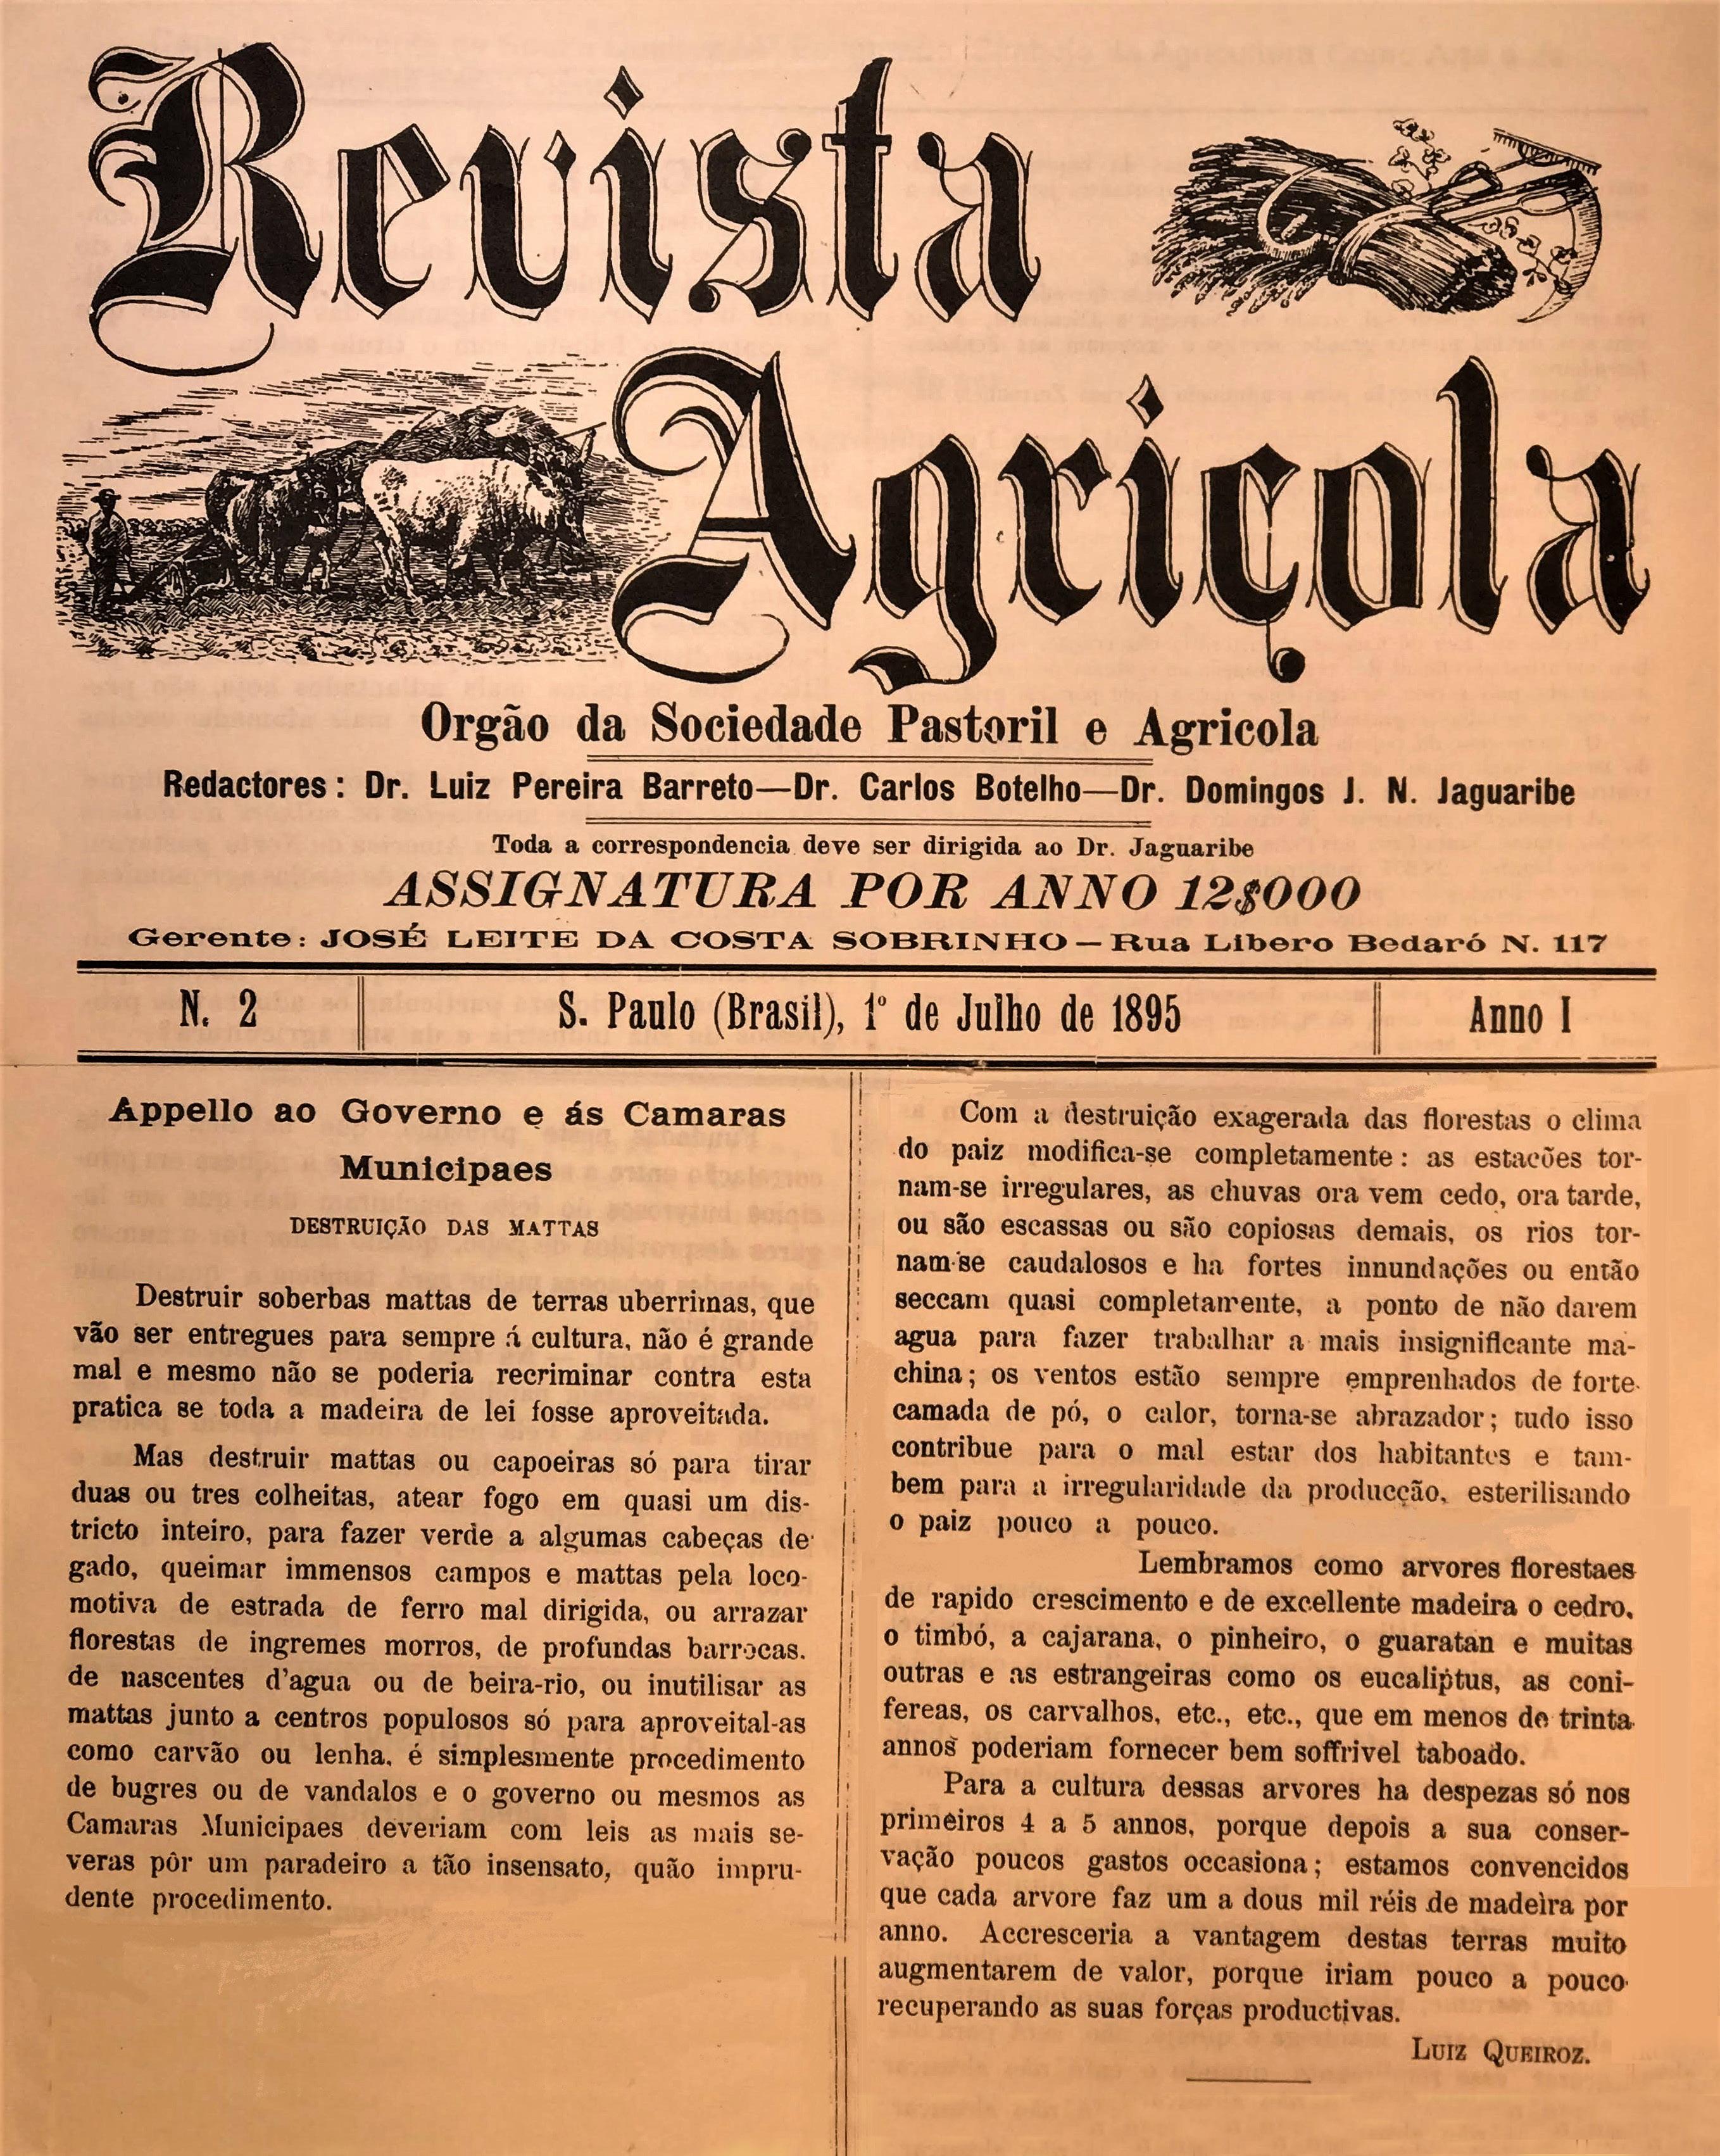 Revista
Agriçola
Orgão da Sociedade Pastoril e Agricola
Redactores: Dr. Luiz Pereira Barreto—Dr. Carlos Botelho—Dr. Domingos J. N. Jaguaribe
Toda a correspondencia deve ser dirigida ao Dr. Jaguaribe
ASSIGNATURA POR ANNO 12$000
Gerente: JOSÉ LEITE DA COSTA SOBRINHO — Rua Libero Bedaró N. 117
N. 2 S. Paulo (Brasil), 1º de Julho de 1895 Anno I
Appello ao Governo e ás Camaras
Municipaes
DESTRUIÇÃO DAS MATTAS
Destruir soberbas mattas de terras uberrimas, que
vão ser entregues para sempre á cultura, não é grande
mal e mesmo não se poderia recriminar contra esta
pratica se toda a madeira de lei fosse aproveitada.
Mas destruir mattas ou capoeiras só para tirar
duas ou tres colheitas, atear fogo em quasi um dis-
tricto inteiro, para fazer verde a algumas cabeças de
gado, queimar immensos campos e mattas pela loco-
motiva de estrada de ferro mal dirigida, ou arrazar
florestas de ingremes morros, de profundas barrocas.
de nascentes d'agua ou de beira-rio, ou inutilisar as
mattas junto a centros populosos só para aproveital-as
como carvão ou lenha, é simplesmente procedimento
de bugres ou de vandalos e o governo ou mesmos as
Camaras Municipaes deveriam com leis as mais se-
veras pôr um paradeiro a tão insensato, quão impru-
dente procedimento.
Com a destruição exagerada das florestas o clima
do paiz modifica-se completamente: as estacões tor-
nam-se irregulares, as chuvas ora vem cedo, ora tarde,
ou são escassas ou são copiosas demais, os rios tor-
nam-se caudalosos e ha fortes innundações ou então
seccam quasi completamente, a ponto de não darem
agua para fazer trabalhar a mais insignificante ma-
china; os ventos estão sempre emprenhados de forte
camada de pó, o calor, torna-se abrazador; tudo isso
contribue para o mal estar dos habitantes e tam-
bem para a irregularidade da producção, esterilisando
o paiz pouco a pouco.
Lembramos como arvores florestaes
de rapido crescimento e de excellente madeira o cedro,
o timbó, a cajarana, o pinheiro, o guaratan e muitas
outras e as estrangeiras como os eucaliptus, as coni-
fereas, os carvalhos, etc., etc., que em menos de trinta
annos poderiam fornecer bem soffrivel taboado.
Para a cultura dessas arvores ha despezas só nos
primeiros 4 a 5 annos, porque depois a sua conser-
vação poucos gastos occasiona; estamos convencidos
que cada arvore faz um a dous mil réis de madeira por
anno. Accresceria a vantagem destas terras muito
augmentarem de valor, porque iriam pouco a pouco
recuperando as suas forças productivas.
LUIZ QUEIROZ.